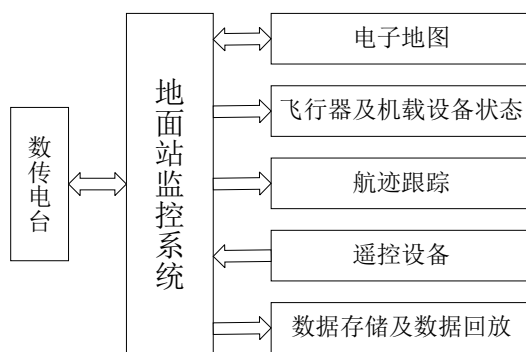 数传电台
地面站监控系统
电子地图
飞行器及机载设备状态
航迹跟踪
遥控设备
数据存储及数据回放